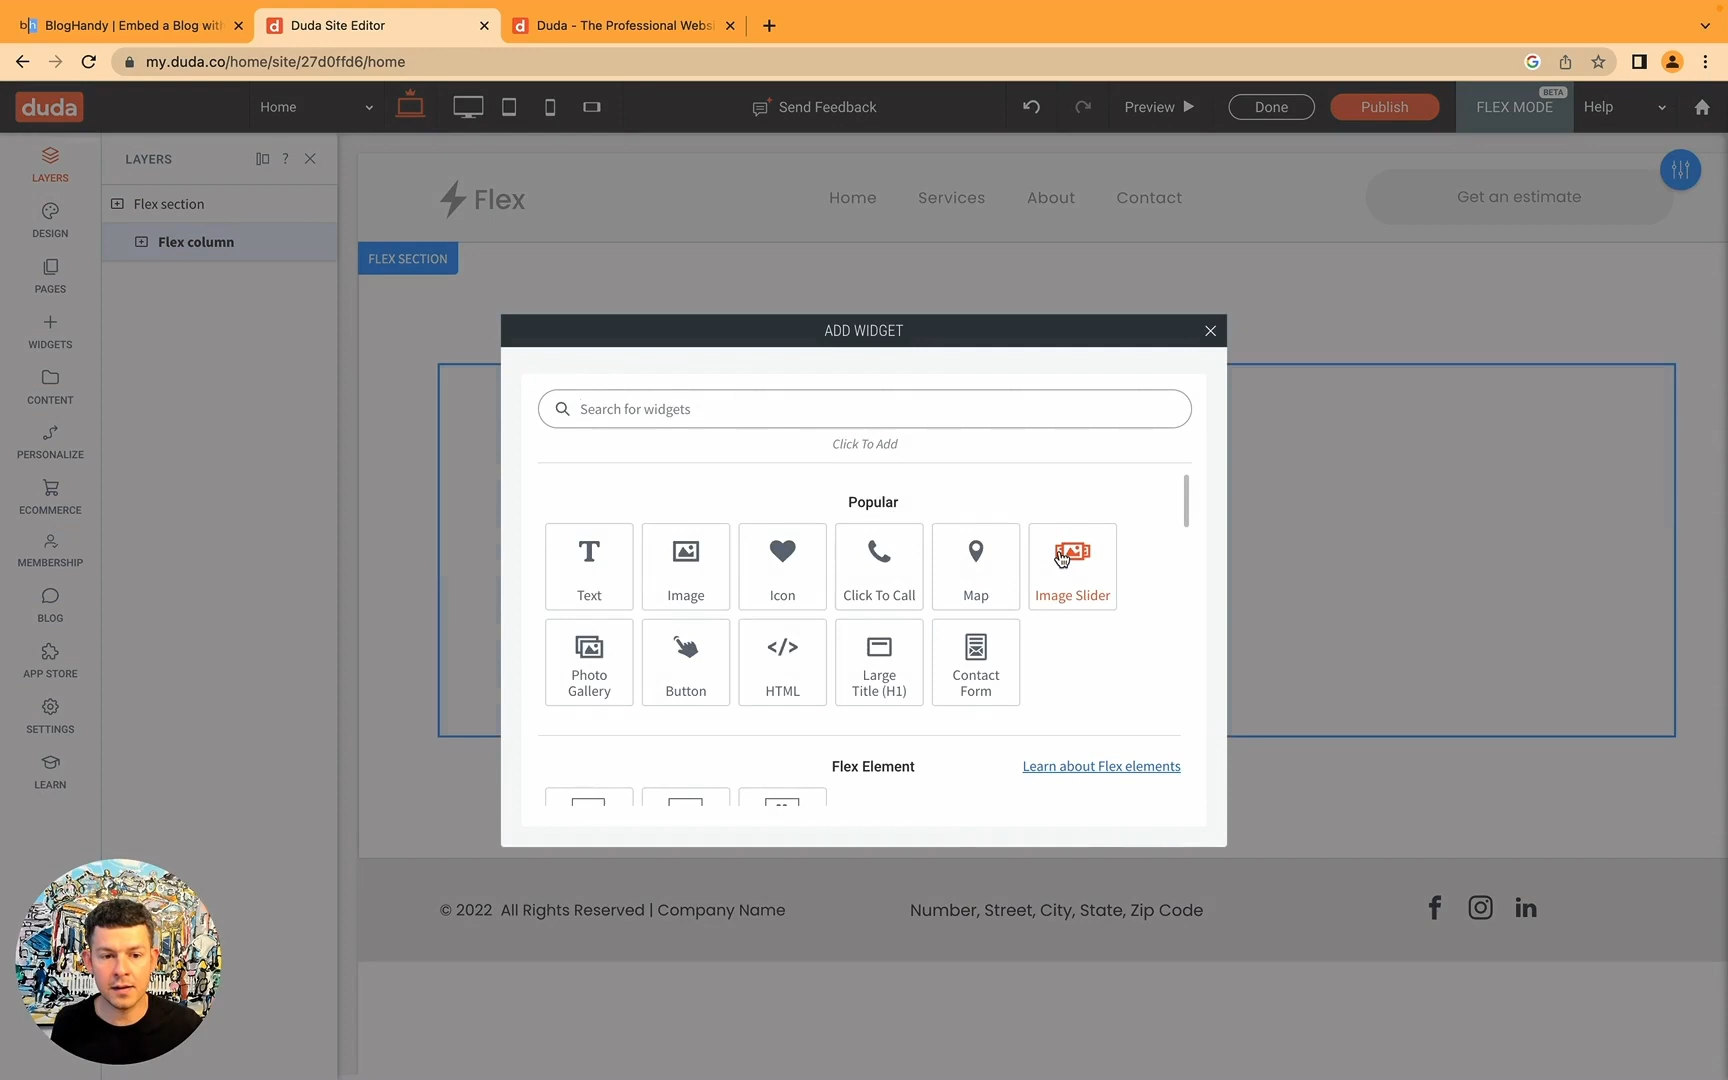 b|h BlogHandy | Embed a Blog with
d Duda Site Editor
d Duda - The Professional Websi
my.duda.co/home/site/27d0ffd6/home
duda
Home
Send Feedback
Preview
Done
Publish
FLEX MODE
BETA
Help
LAYERS
DESIGN
PAGES
WIDGETS
CONTENT
PERSONALIZE
ECOMMERCE
MEMBERSHIP
BLOG
APP STORE
SETTINGS
LEARN
LAYERS
?
Flex section
Flex column
Flex
Home
Services
About
Contact
Get an estimate
FLEX SECTION
ADD WIDGET
Search for widgets
Click To Add
Popular
T
Text
Image
Icon
Click To Call
Map
Image Slider
Photo
Gallery
Button
</>
HTML
Large
Title (H1)
Contact
Form
Flex Element
Learn about Flex elements
© 2022 All Rights Reserved | Company Name
Number, Street, City, State, Zip Code